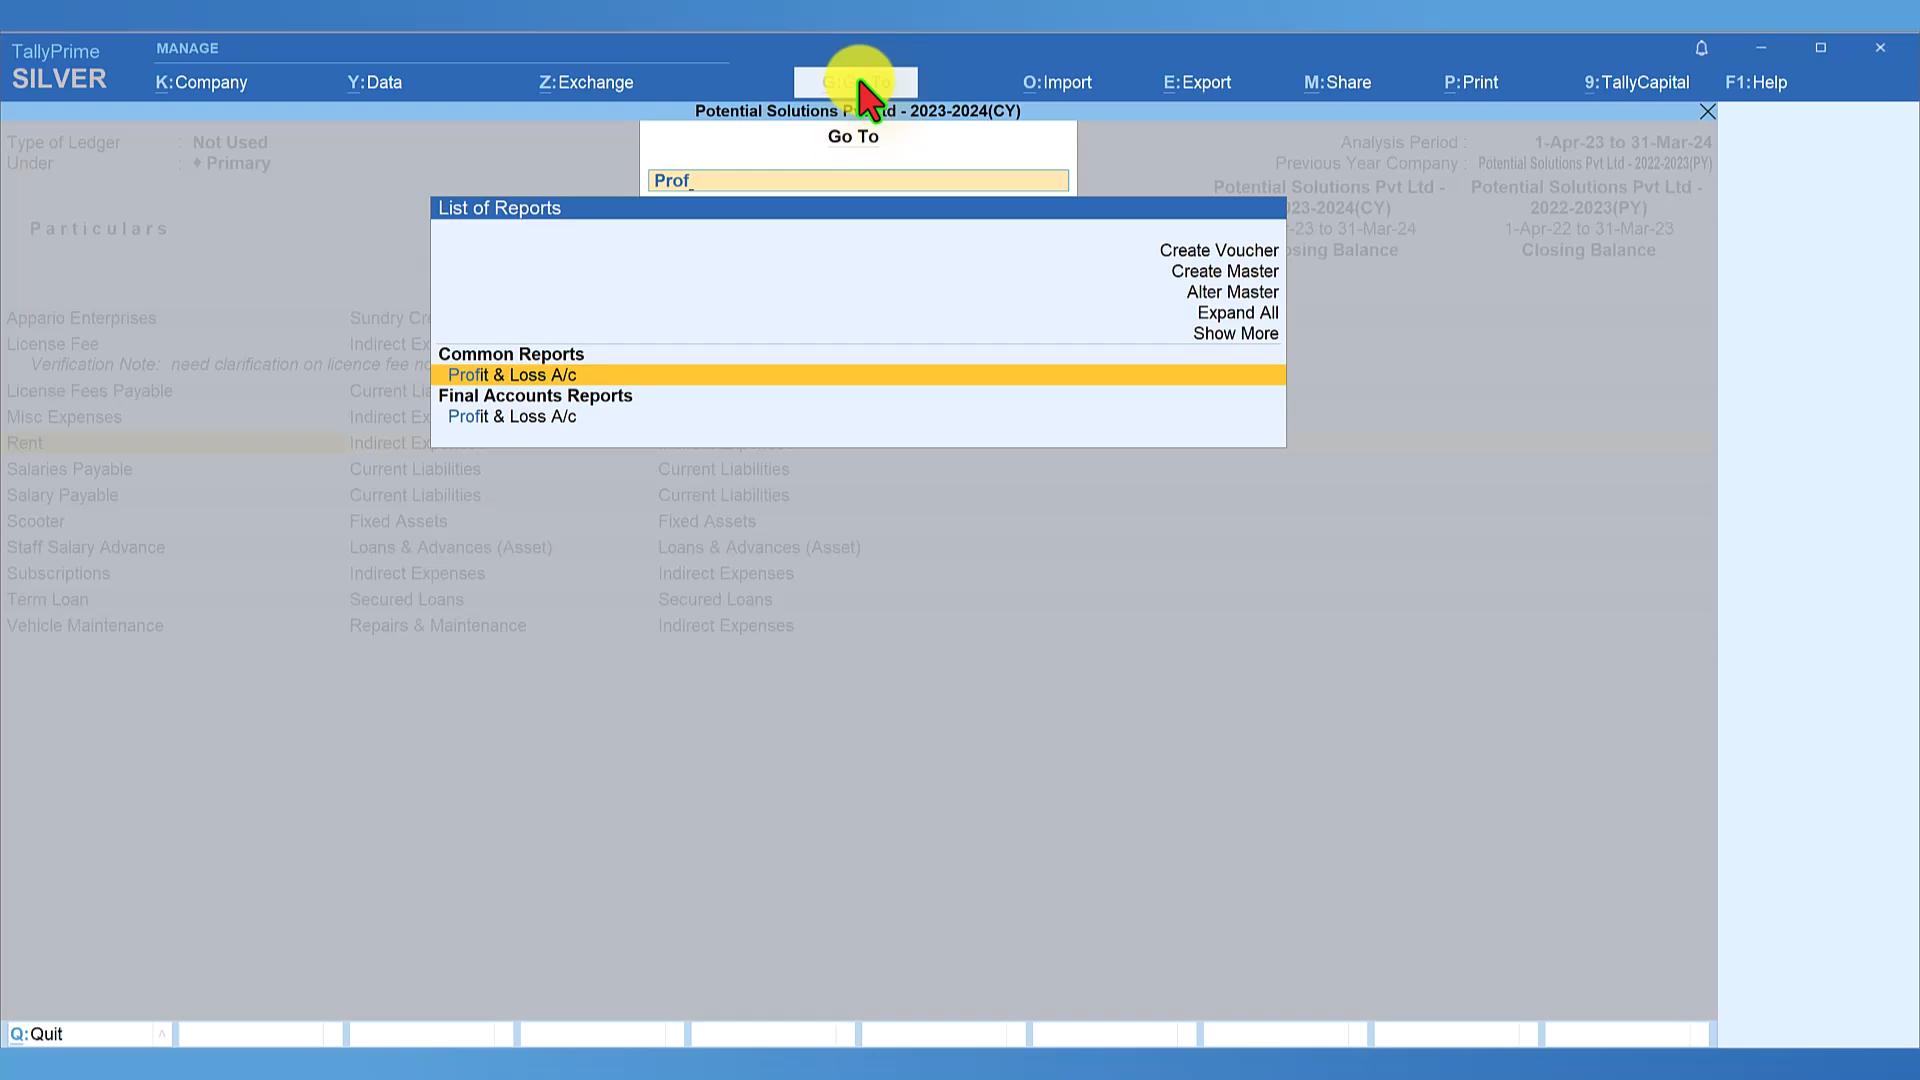 TallyPrime
SILVER
MANAGE
K:Company Y:Data Z:Exchange O:Import E:Export M:Share P:Print 9:TallyCapital F1:Help
Potential Solutions P td - 2023-2024(CY)
Type of Ledger : Not Used
Under : ♦ Primary
Go To
Prof
Analysis Period : 1-Apr-23 to 31-Mar-24
Previous Year Company : Potential Solutions Pvt Ltd - 2022-2023(PY)
Particulars
Potential Solutions Pvt Ltd - Potential Solutions Pvt Ltd -
023-2024(CY) 2022-2023(PY)
r-23 to 31-Mar-24 1-Apr-22 to 31-Mar-23
osing Balance Closing Balance
List of Reports
Create Voucher
Create Master
Alter Master
Expand All
Show More
Common Reports
Profit & Loss A/c
Final Accounts Reports
Profit & Loss A/c
Appario Enterprises Sundry Cr
License Fee Indirect Ex
Verification Note: need clarification on licence fee no
License Fees Payable Current Li
Misc Expenses Indirect Ex
Rent Indirect Ex
Salaries Payable Current Liabilities Current Liabilities
Salary Payable Current Liabilities Current Liabilities
Scooter Fixed Assets Fixed Assets
Staff Salary Advance Loans & Advances (Asset) Loans & Advances (Asset)
Subscriptions Indirect Expenses Indirect Expenses
Term Loan Secured Loans Secured Loans
Vehicle Maintenance Repairs & Maintenance Indirect Expenses
Q:Quit